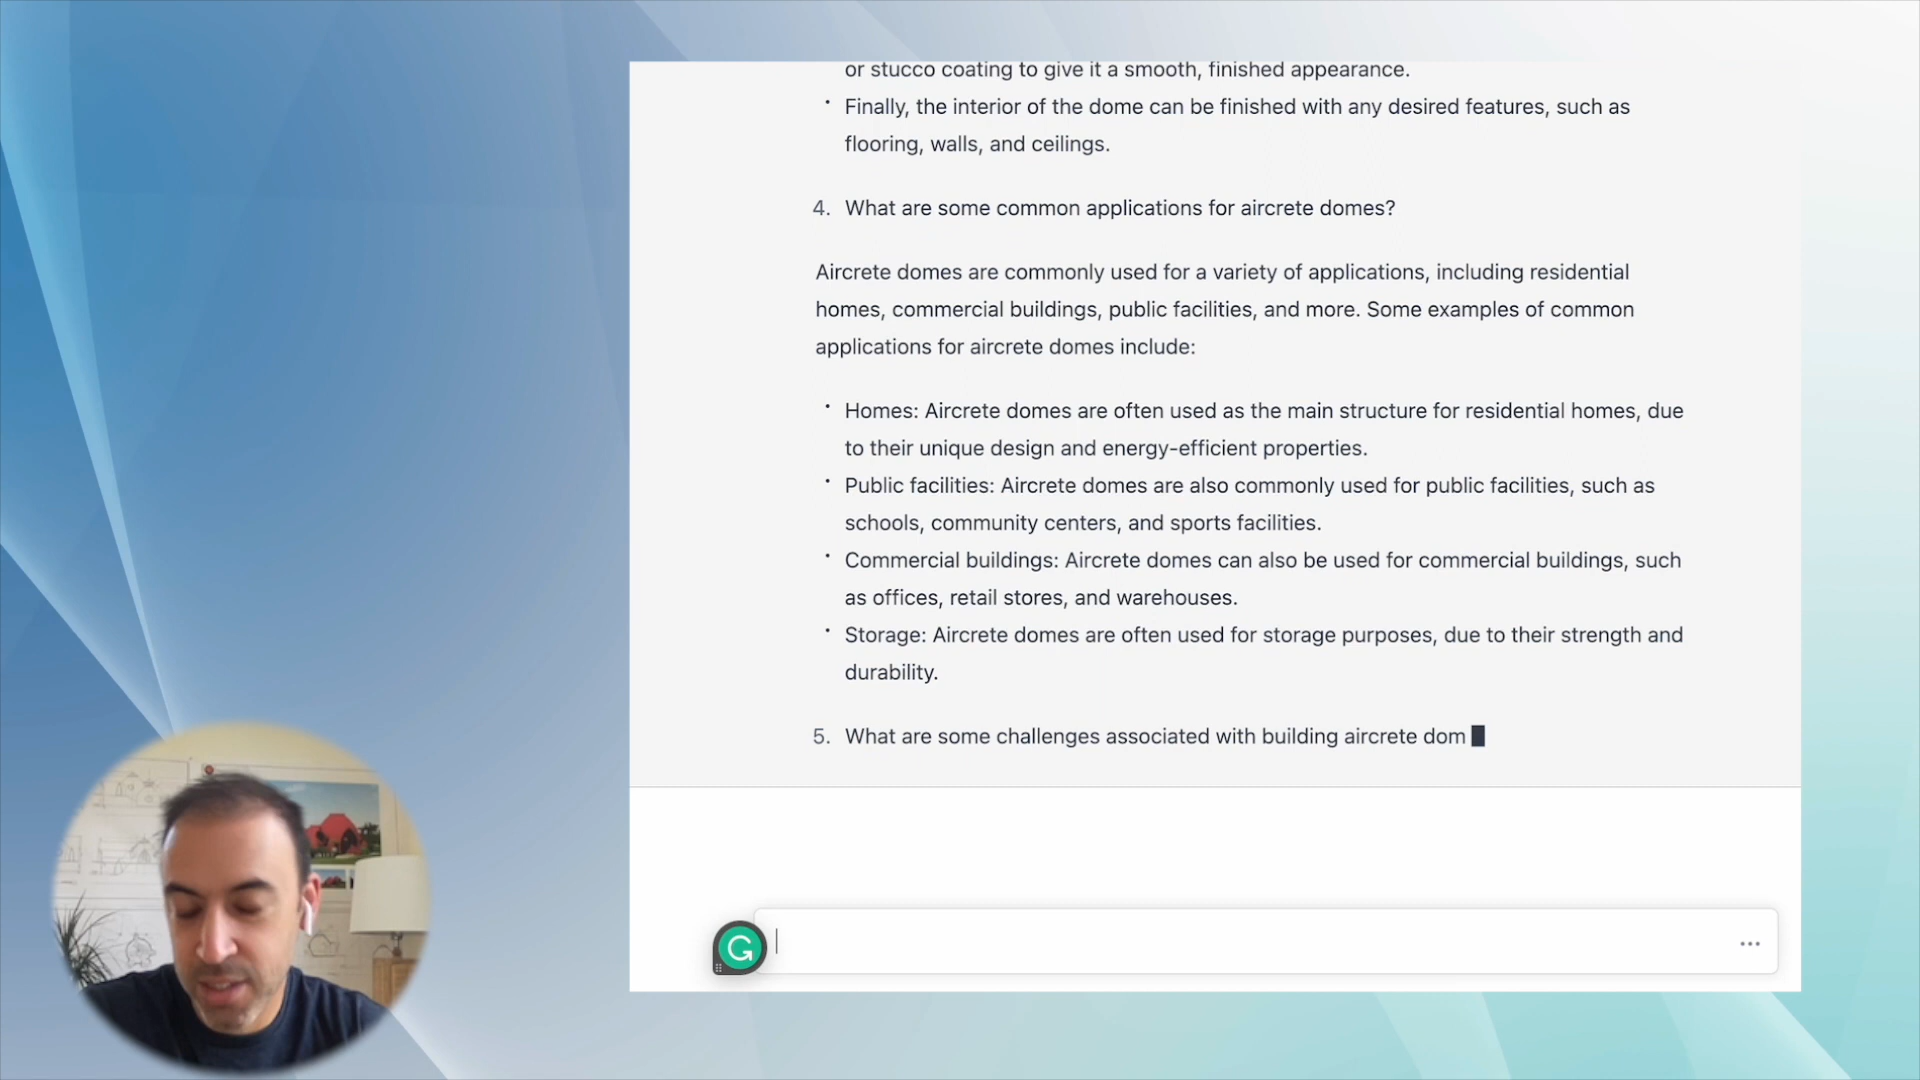 or stucco coating to give it a smooth, finished appearance.
• Finally, the interior of the dome can be finished with any desired features, such as
flooring, walls, and ceilings.
4. What are some common applications for aircrete domes?
Aircrete domes are commonly used for a variety of applications, including residential
homes, commercial buildings, public facilities, and more. Some examples of common
applications for aircrete domes include:
• Homes: Aircrete domes are often used as the main structure for residential homes, due
to their unique design and energy-efficient properties.
• Public facilities: Aircrete domes are also commonly used for public facilities, such as
schools, community centers, and sports facilities.
• Commercial buildings: Aircrete domes can also be used for commercial buildings, such
as offices, retail stores, and warehouses.
• Storage: Aircrete domes are often used for storage purposes, due to their strength and
durability.
5. What are some challenges associated with building aircrete dom
G